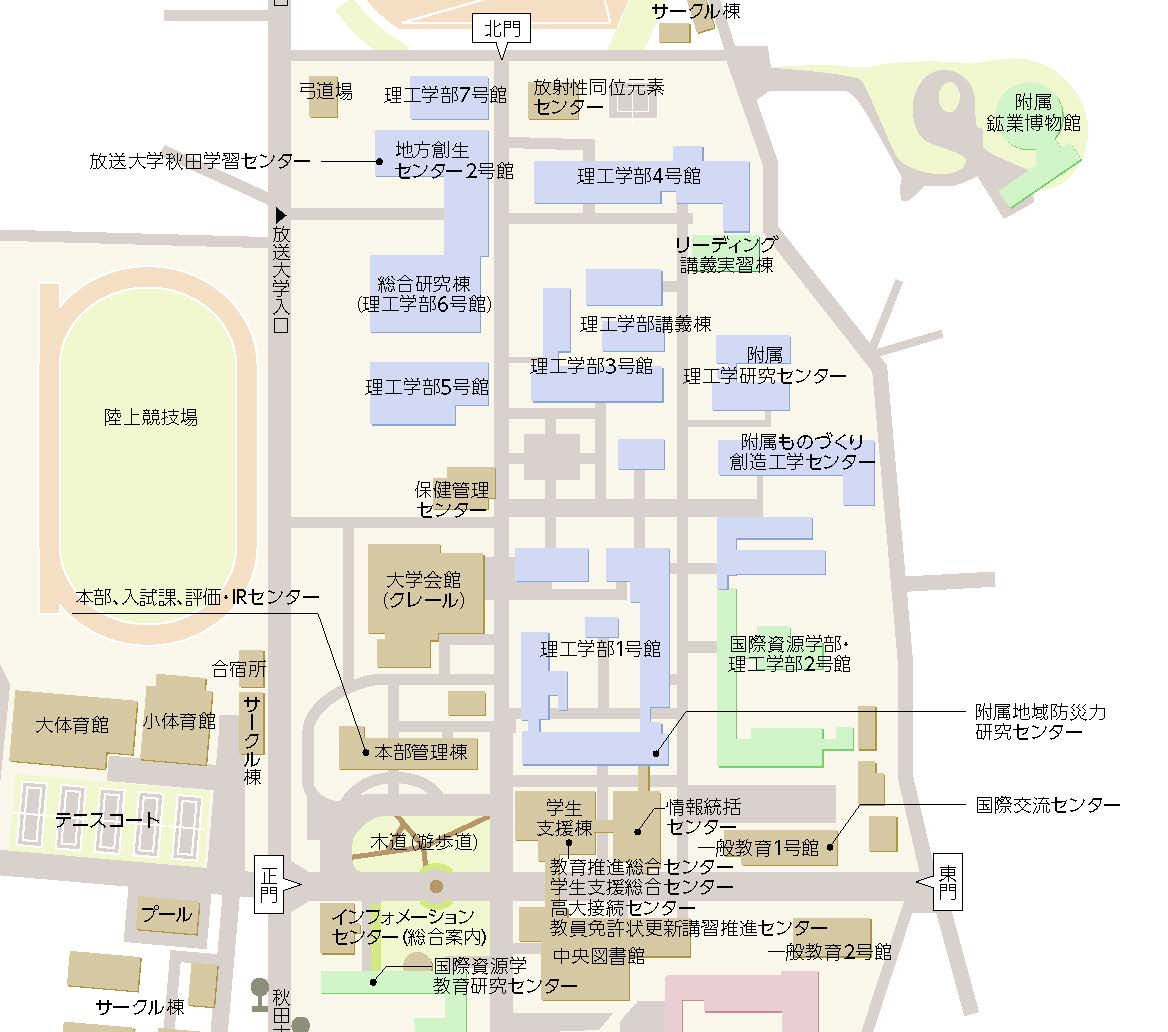 サークル棟
北門
弓道場
理工学部7号館
放射性同位元素
センター
附属
鉱業博物館
放送大学秋田学習センター
地方創生
センター2号館
理工学部4号館
放送大学入口
リーディング
講義実習棟
総合研究棟
(理工学部6号館)
理工学部講義棟
理工学部3号館
附属
理工学研究センター
理工学部5号館
陸上競技場
附属ものづくり
創造工学センター
保健管理
センター
大学会館
(クレール)
本部、入試課、評価・IRセンター
理工学部1号館
国際資源学部・
理工学部2号館
合宿所
サークル棟
大体育館
小体育館
附属地域防災力
研究センター
本部管理棟
国際交流センター
テニスコート
学生
支援棟
情報統括
センター
木道(遊歩道)
一般教育1号館
教育推進総合センター
学生支援総合センター
高大接続センター
教員免許状更新講習推進センター
正門
東門
プール
インフォメーション
センター(総合案内)
中央図書館
一般教育2号館
国際資源学
教育研究センター
サークル棟
秋田